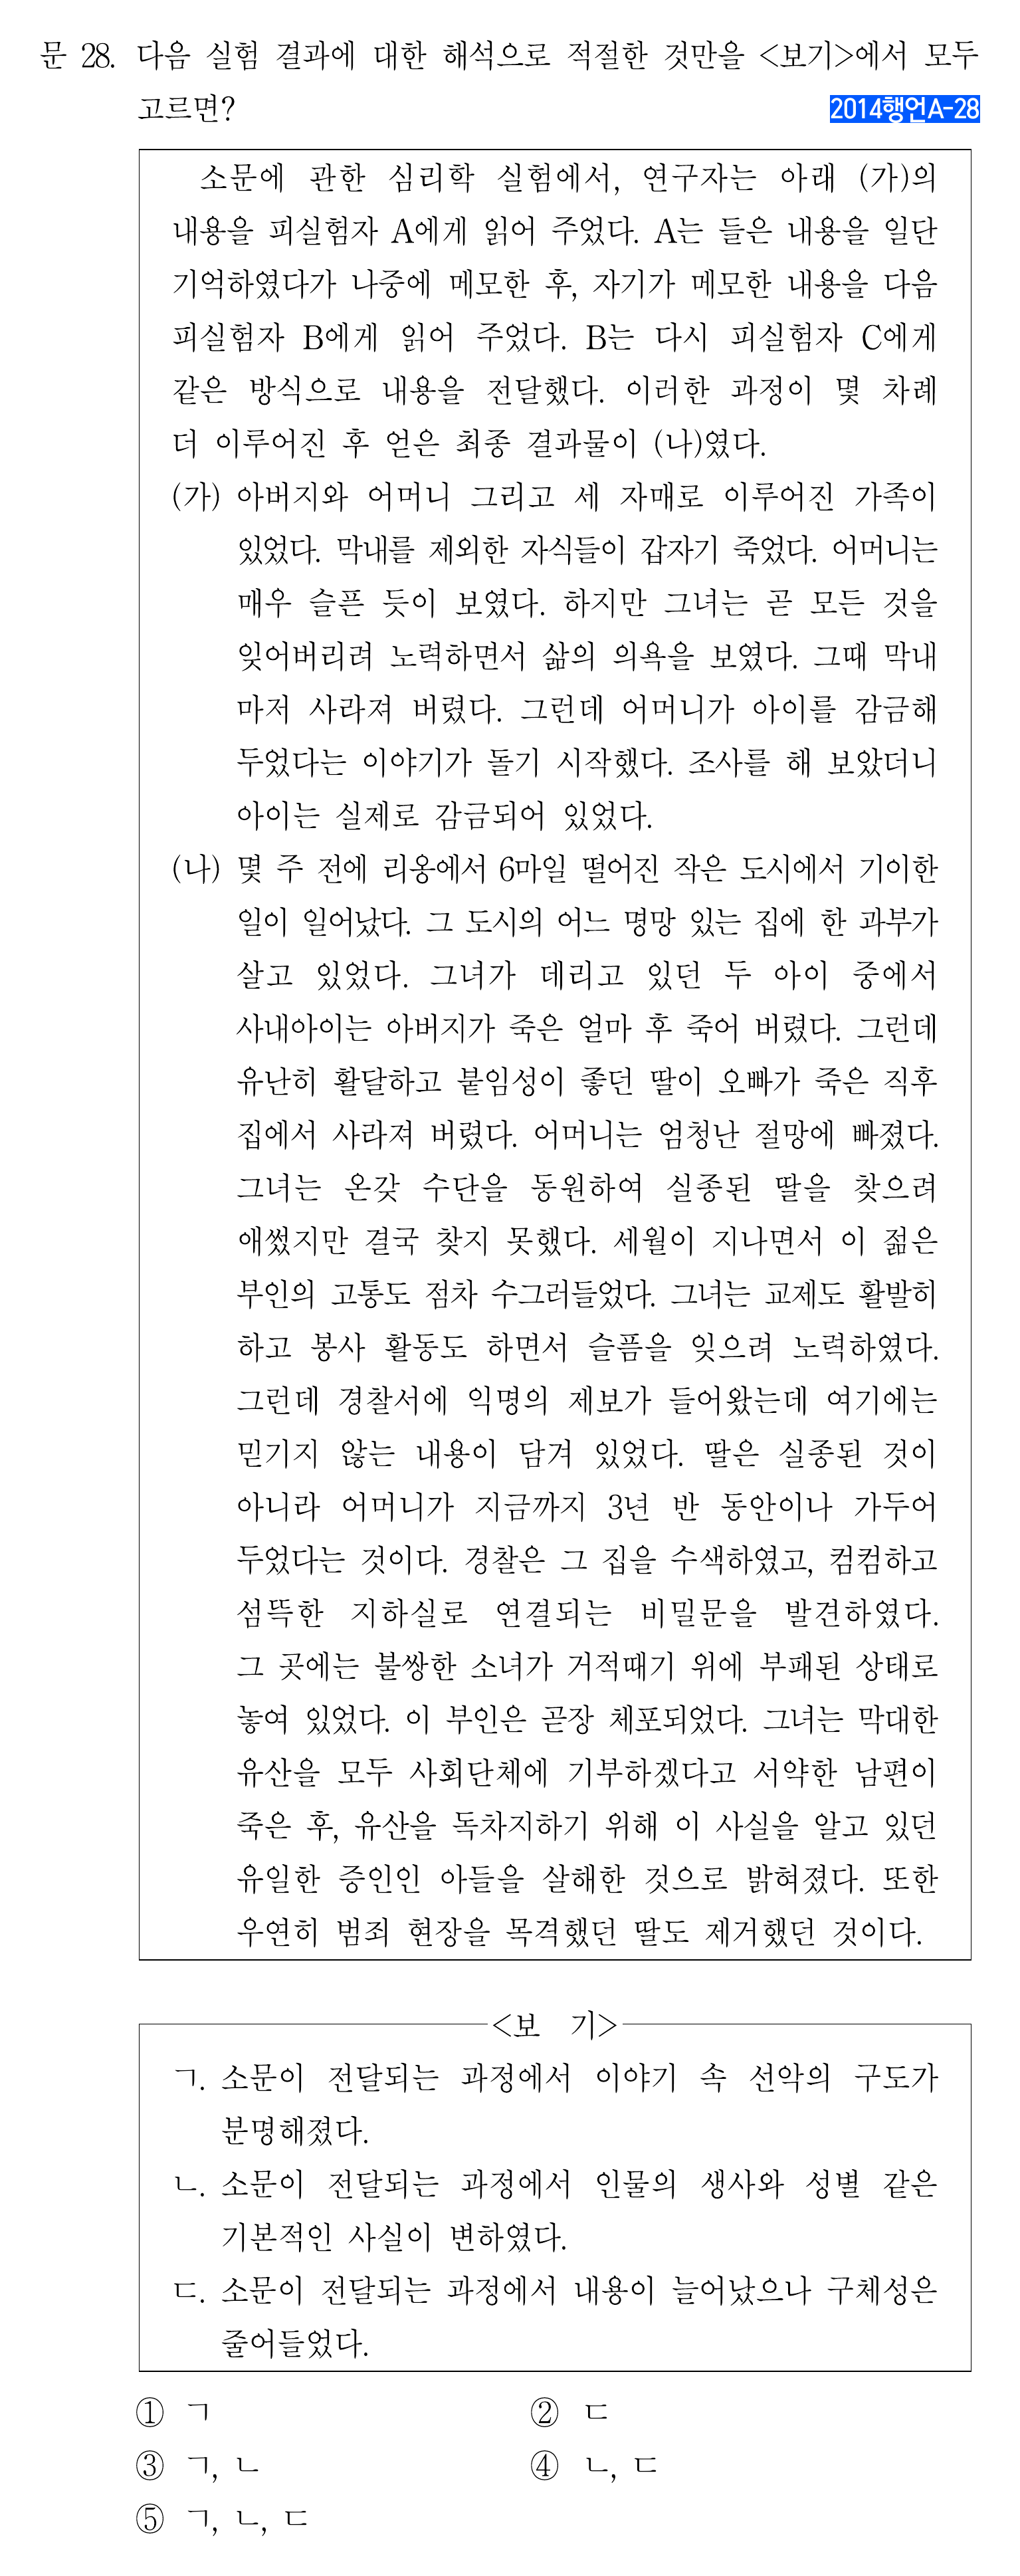 문 28. 다음 실험 결과에 대한 해석으로 적절한 것만을 <보기>에서 모두
고르면?
2014행언A-28
소문에 관한 심리학 실험에서, 연구자는 아래 (가)의
내용을 피실험자 A에게 읽어 주었다. A는 들은 내용을 일단
기억하였다가 나중에 메모한 후, 자기가 메모한 내용을 다음
피실험자 B에게 읽어 주었다. B는 다시 피실험자 C에게
같은 방식으로 내용을 전달했다. 이러한 과정이 몇 차례
더 이루어진 후 얻은 최종 결과물이 (나)였다.
(가) 아버지와 어머니 그리고 세 자매로 이루어진 가족이
있었다. 막내를 제외한 자식들이 갑자기 죽었다. 어머니는
매우 슬픈 듯이 보였다. 하지만 그녀는 곧 모든 것을
잊어버리려 노력하면서 삶의 의욕을 보였다. 그때 막내
마저 사라져 버렸다. 그런데 어머니가 아이를 감금해
두었다는 이야기가 돌기 시작했다. 조사를 해 보았더니
아이는 실제로 감금되어 있었다.
(나) 몇 주 전에 리옹에서 6마일 떨어진 작은 도시에서 기이한
일이 일어났다. 그 도시의 어느 명망 있는 집에 한 과부가
살고 있었다. 그녀가 데리고 있던 두 아이 중에서
사내아이는 아버지가 죽은 얼마 후 죽어 버렸다. 그런데
유난히 활달하고 붙임성이 좋던 딸이 오빠가 죽은 직후
집에서 사라져 버렸다. 어머니는 엄청난 절망에 빠졌다.
그녀는 온갖 수단을 동원하여 실종된 딸을 찾으려
애썼지만 결국 찾지 못했다. 세월이 지나면서 이 젊은
부인의 고통도 점차 수그러들었다. 그녀는 교제도 활발히
하고 봉사 활동도 하면서 슬픔을 잊으려 노력하였다.
그런데 경찰서에 익명의 제보가 들어왔는데 여기에는
믿기지 않는 내용이 담겨 있었다. 딸은 실종된 것이
아니라 어머니가 지금까지 3년 반 동안이나 가두어
두었다는 것이다. 경찰은 그 집을 수색하였고, 컴컴하고
섬뜩한 지하실로 연결되는 비밀문을 발견하였다.
그 곳에는 불쌍한 소녀가 거적때기 위에 부패된 상태로
놓여 있었다. 이 부인은 곧장 체포되었다. 그녀는 막대한
유산을 모두 사회단체에 기부하겠다고 서약한 남편이
죽은 후, 유산을 독차지하기 위해 이 사실을 알고 있던
유일한 증인인 아들을 살해한 것으로 밝혀졌다. 또한
우연히 범죄 현장을 목격했던 딸도 제거했던 것이다.
<보 기>
ㄱ. 소문이 전달되는 과정에서 이야기 속 선악의 구도가
분명해졌다.
ㄴ. 소문이 전달되는 과정에서 인물의 생사와 성별 같은
기본적인 사실이 변하였다.
ㄷ. 소문이 전달되는 과정에서 내용이 늘어났으나 구체성은
줄어들었다.
① ㄱ ② ㄷ
③ ㄱ, ㄴ ④ ㄴ, ㄷ
⑤ ㄱ, ㄴ, ㄷ